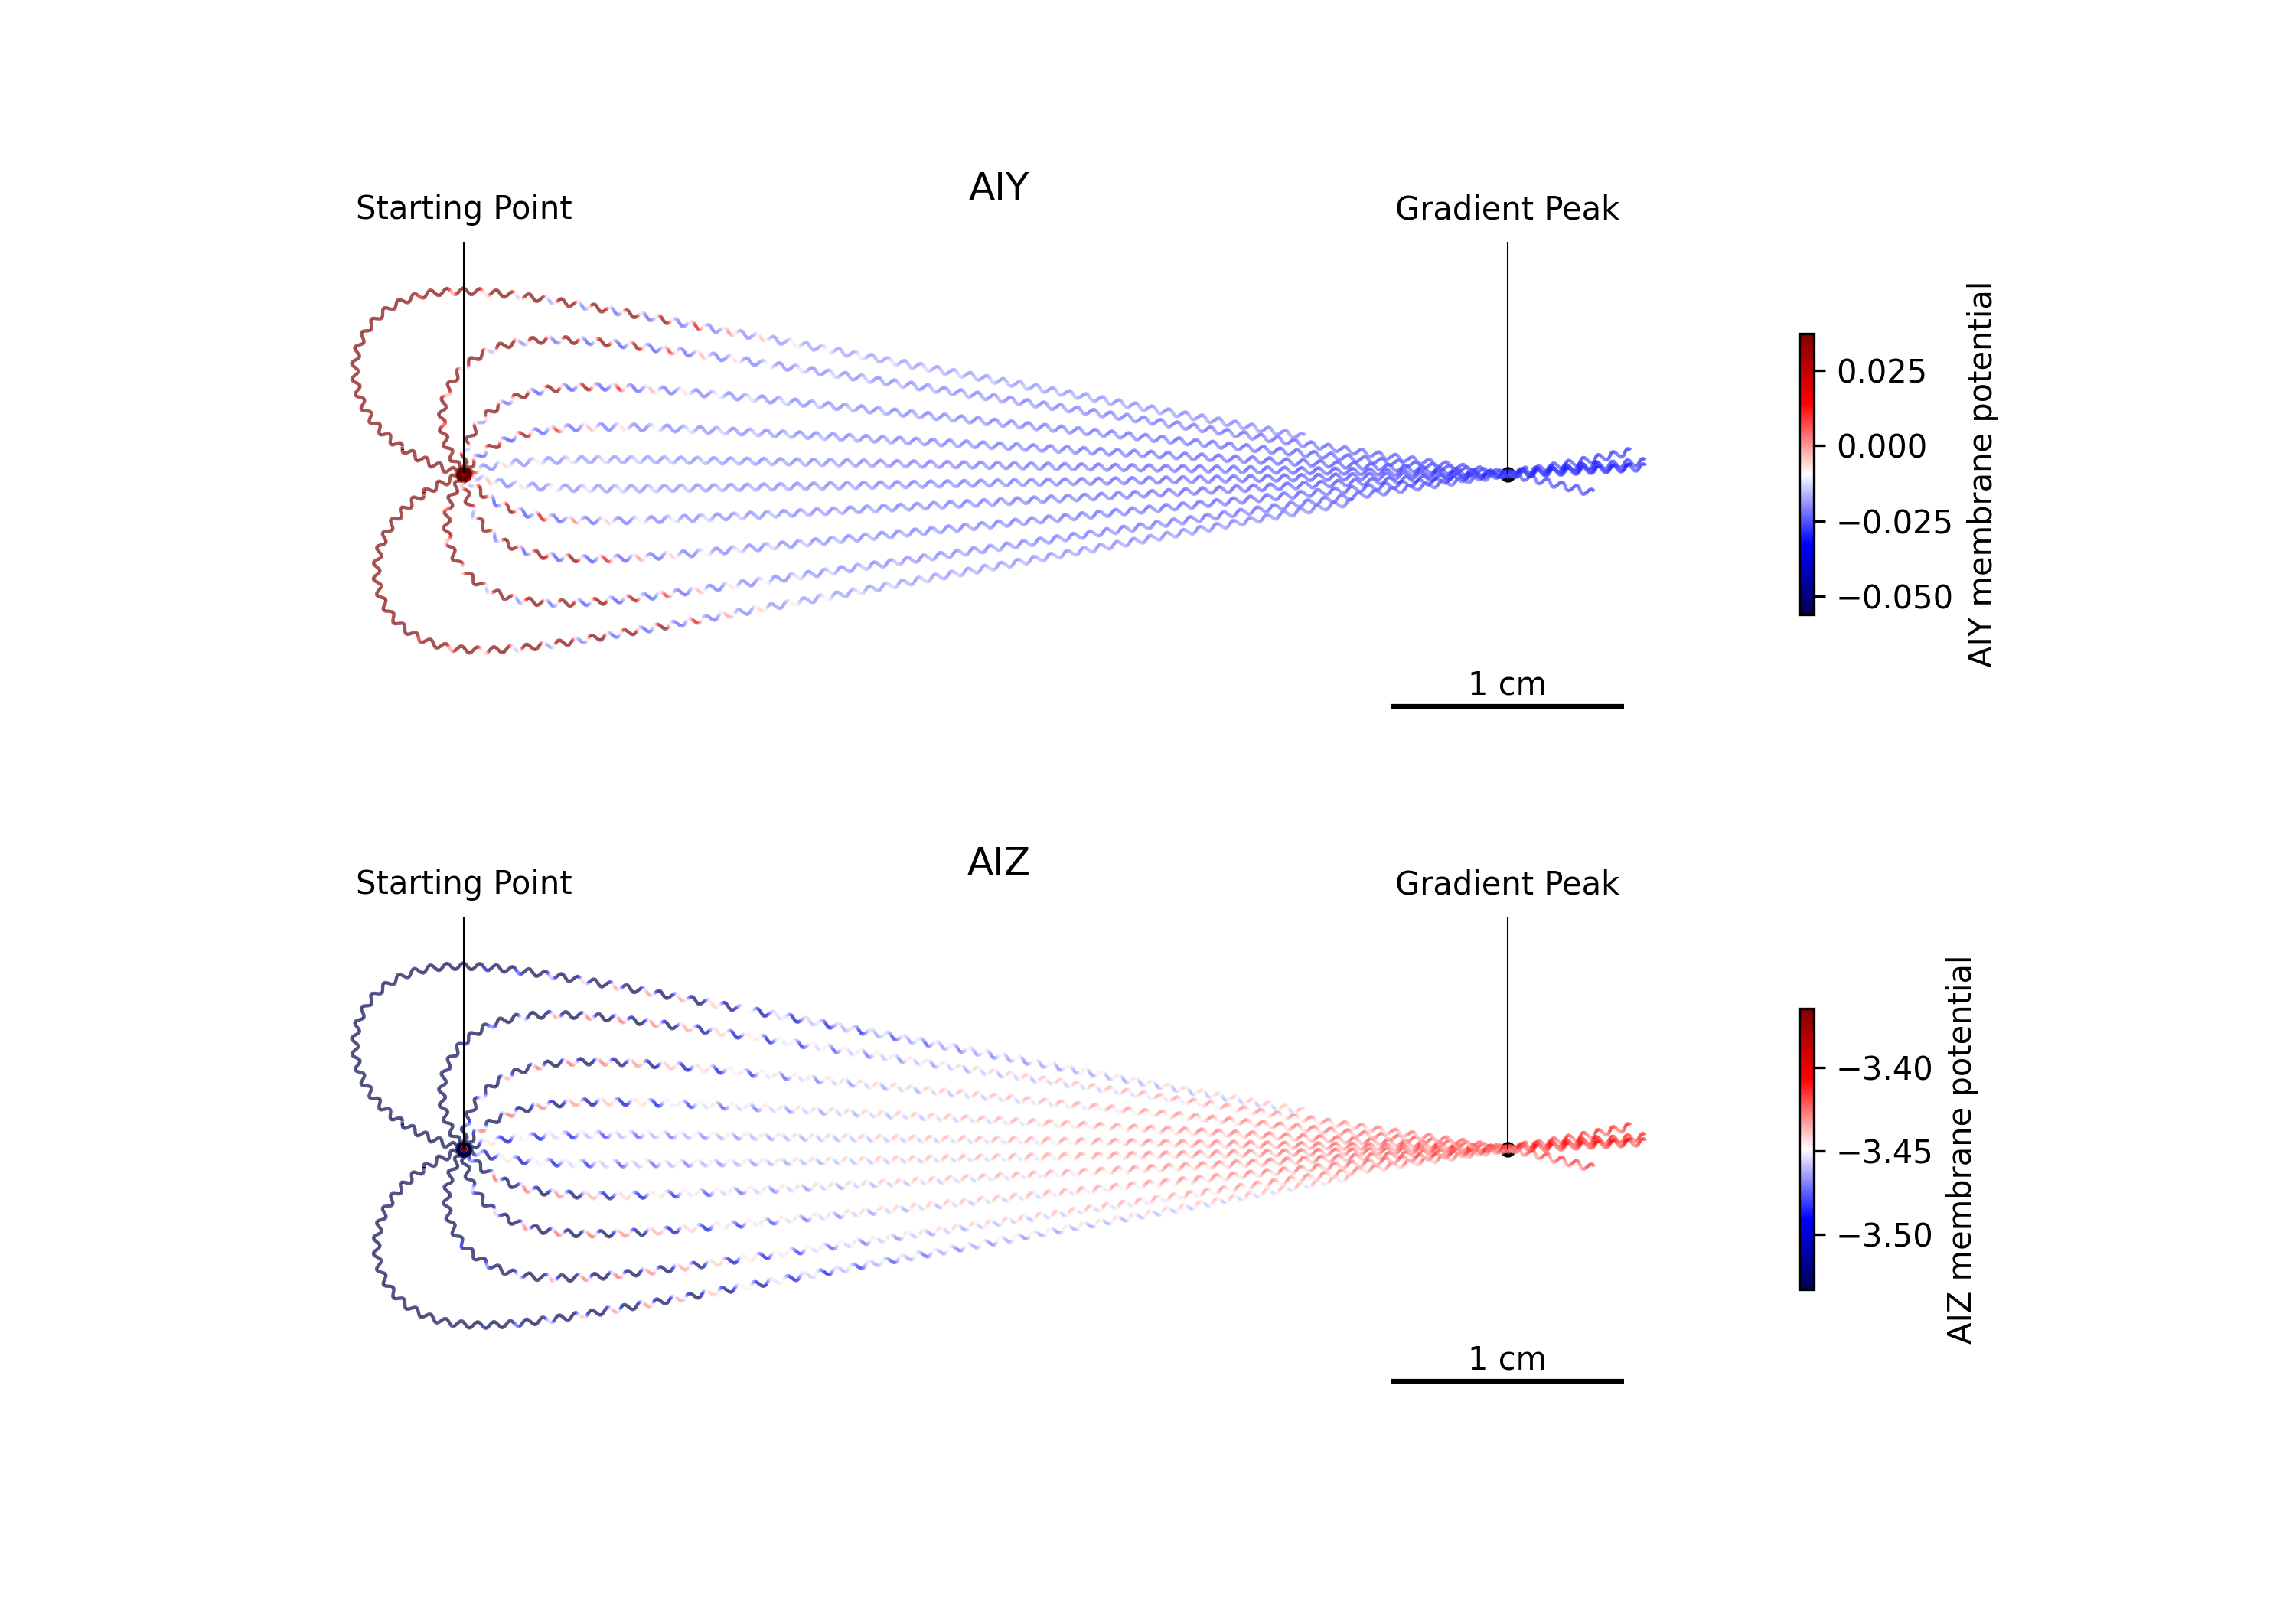 AIY
Starting Point
Gradient Peak
0.025
0.000
−0.025
−0.050
AIY membrane potential
1 cm
AIZ
Starting Point
Gradient Peak
−3.40
−3.45
−3.50
AIZ membrane potential
1 cm